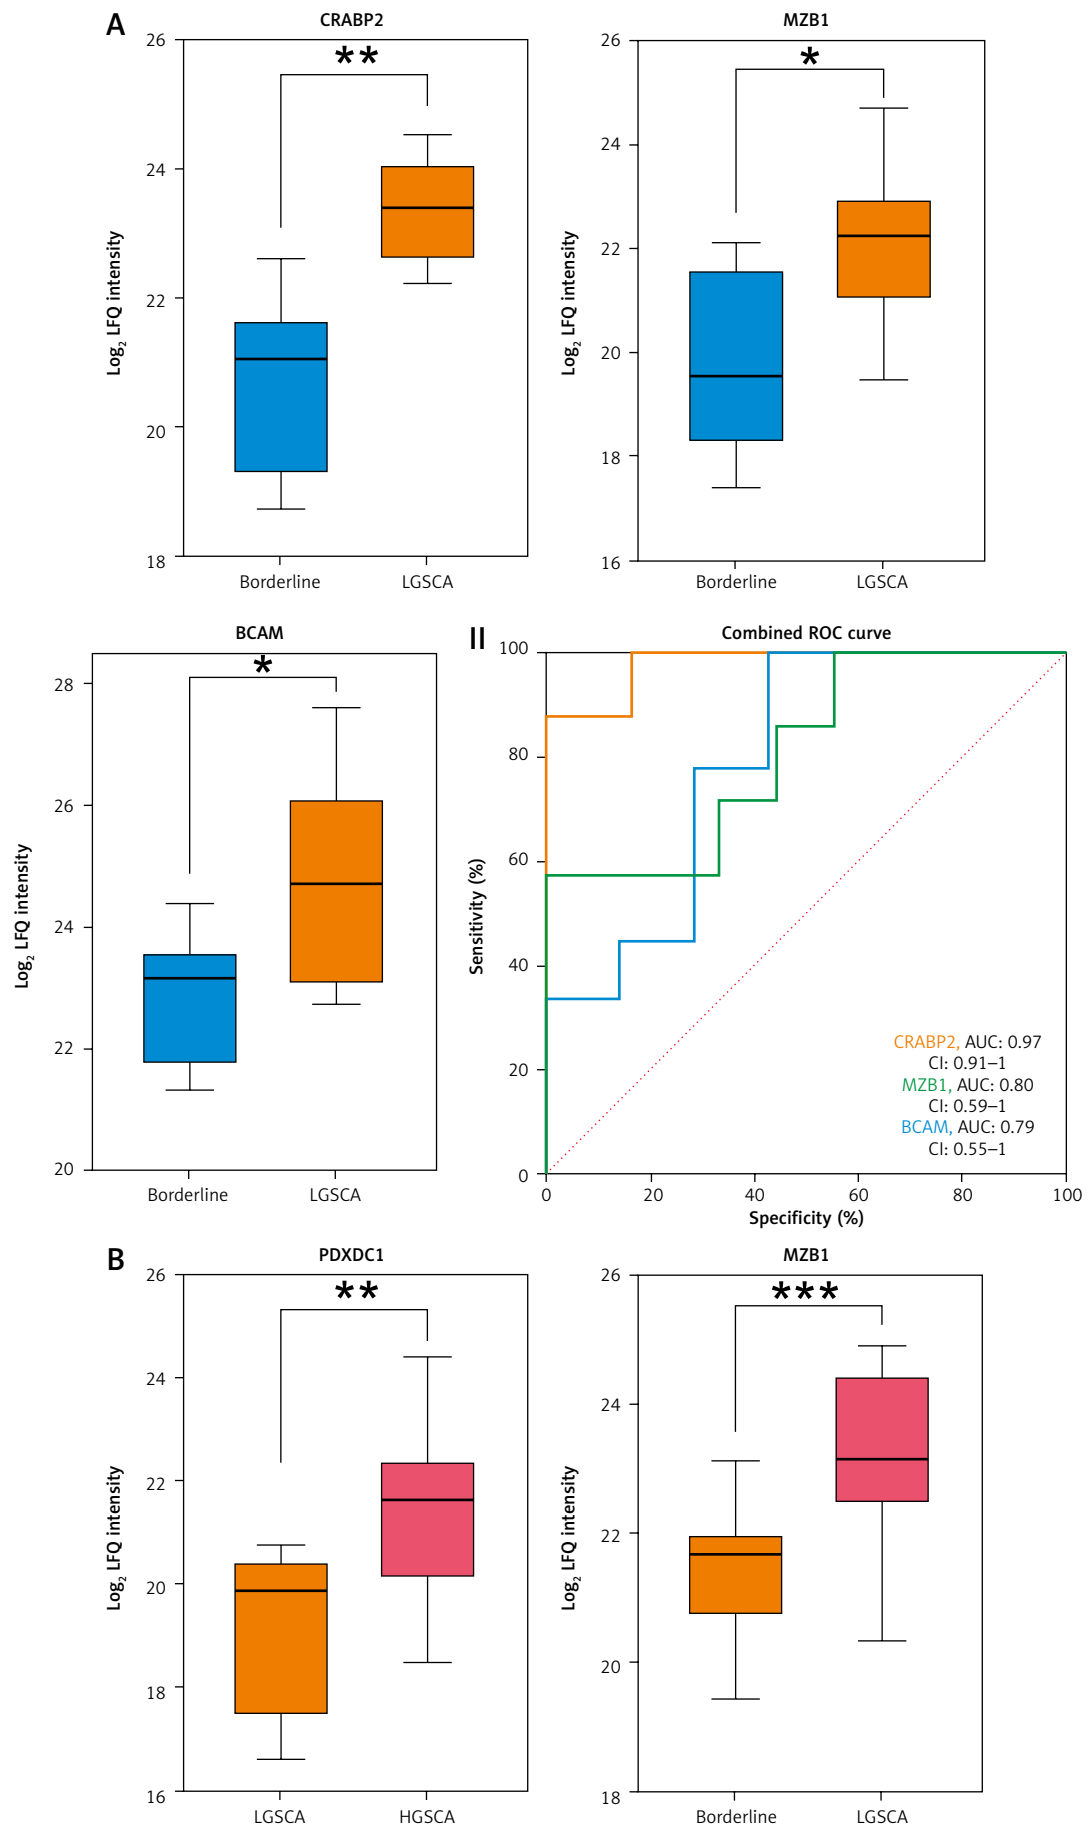 A
CRABP2
26
24
22
20
18
**
Log2 LFQ intensity
Borderline
LGSCA
MZB1
26
24
22
20
18
16
*
Log2 LFQ intensity
Borderline
LGSCA
BCAM
28
26
24
22
20
*
Log2 LFQ intensity
Borderline
LGSCA
II
Combined ROC curve
100
80
60
40
20
0
Sensitivity (%)
CRABP2, AUC: 0.97
CI: 0.91–1
MZB1, AUC: 0.80
CI: 0.59–1
BCAM, AUC: 0.79
CI: 0.55–1
0 20 40 60 80 100
Specificity (%)
B
PDXDC1
26
24
22
20
18
16
**
Log2 LFQ intensity
LGSCA
HGSCA
MZB1
26
24
22
20
18
***
Log2 LFQ intensity
Borderline
LGSCA